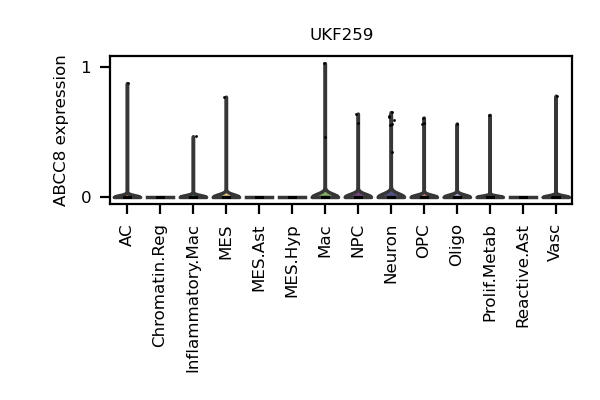 UKF259
ABCC8 expression
1
0
AC
Chromatin.Reg
Inflammatory.Mac
MES
MES.Ast
MES.Hyp
Mac
NPC
Neuron
OPC
Oligo
Prolif.Metab
Reactive.Ast
Vasc